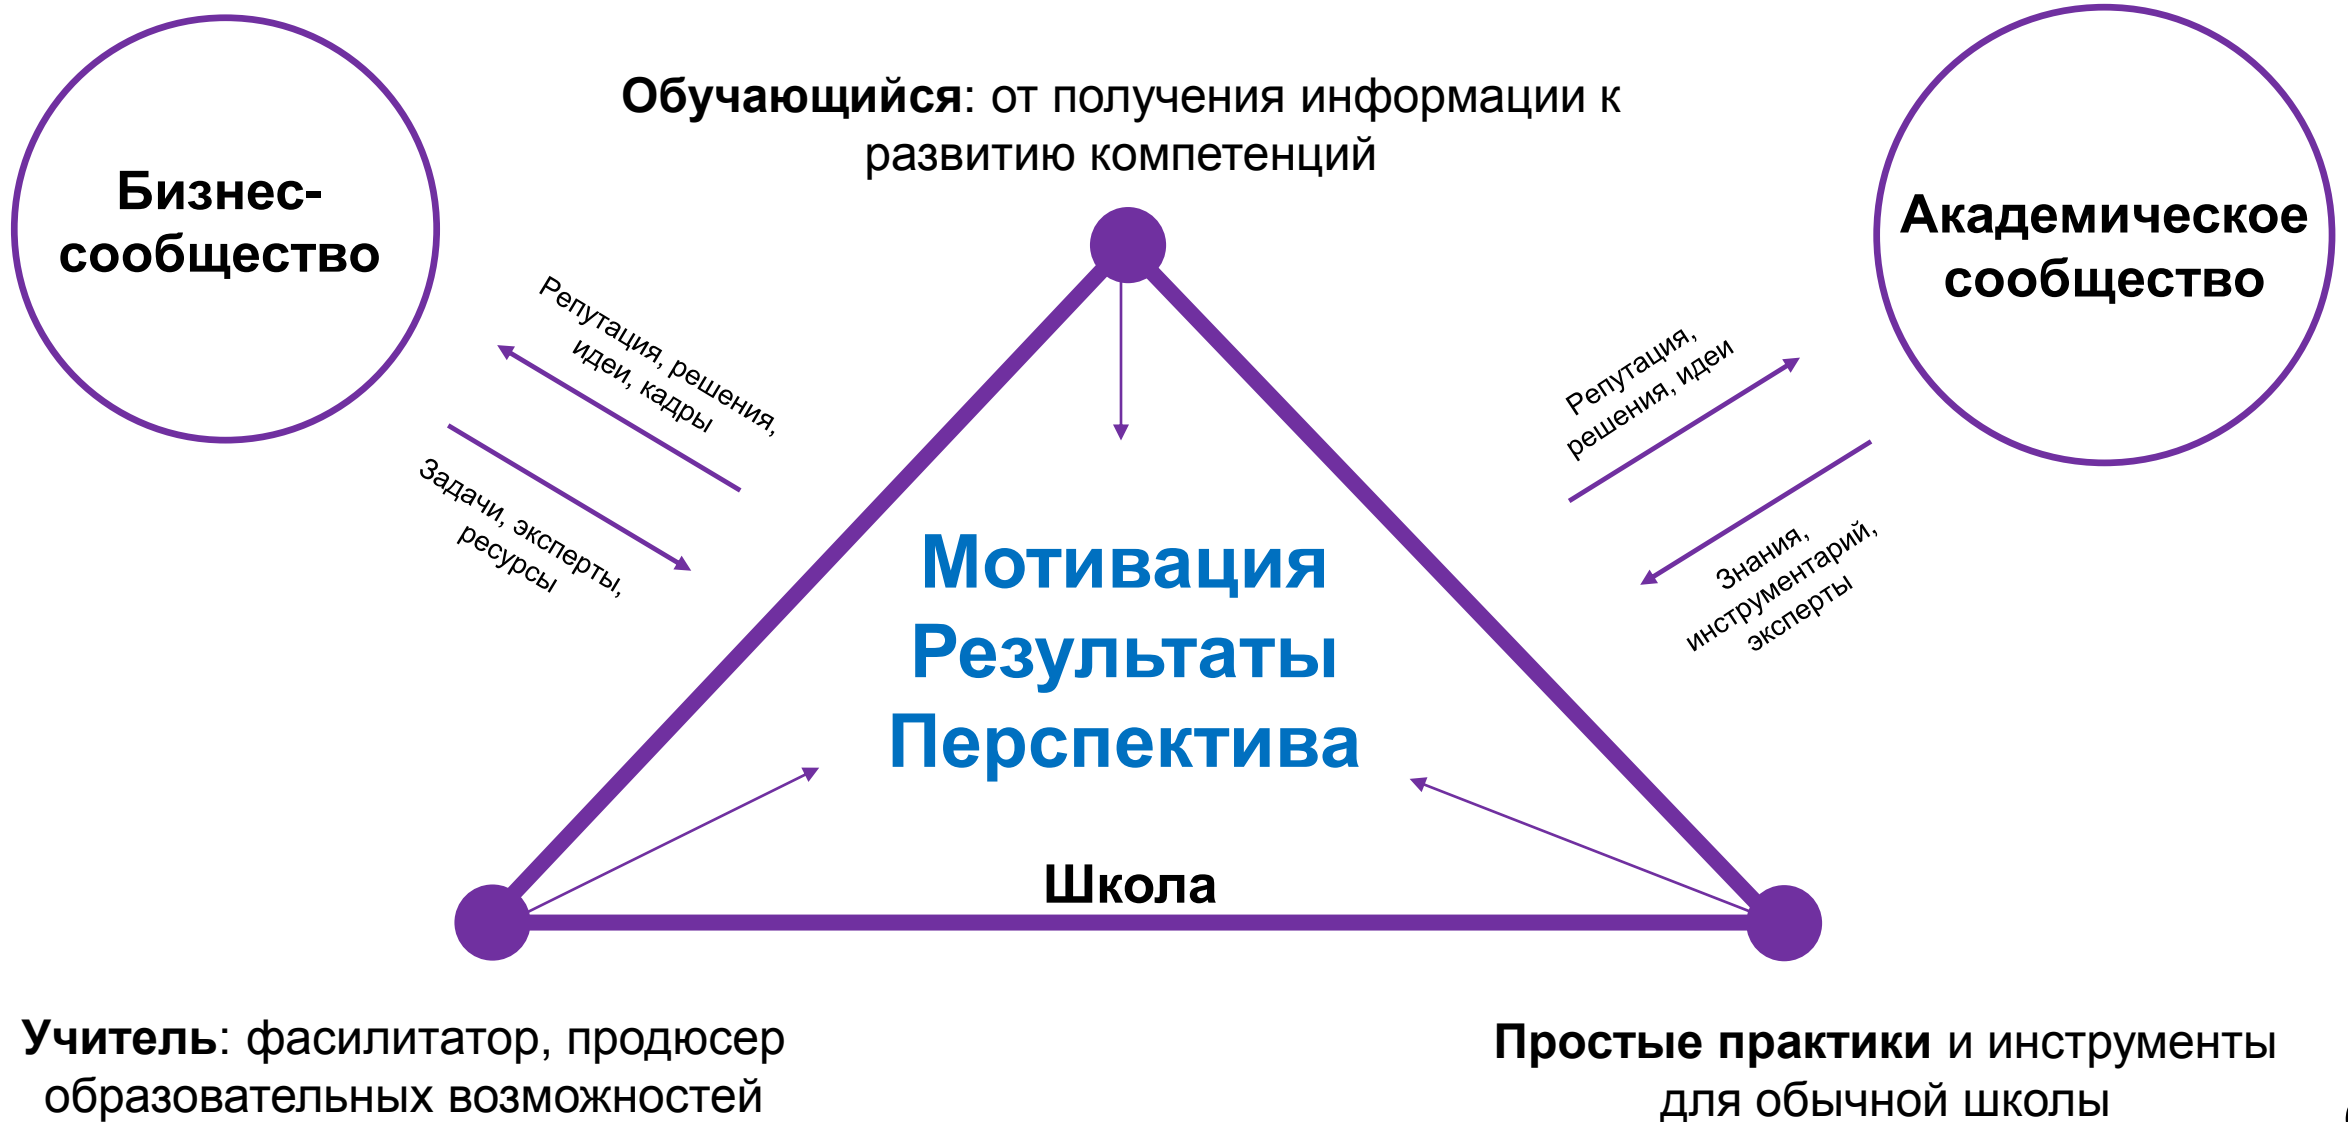 Обучающийся: от получения информации к
развитию компетенций
Бизнес-
сообщество
Академическое
сообщество
Репутация, решения,
идеи, кадры
Задачи, эксперты,
ресурсы
Репутация,
решения, идеи
Знания,
инструментарий,
эксперты
Мотивация
Результаты
Перспектива
Школа
Учитель: фасилитатор, продюсер
образовательных возможностей
Простые практики и инструменты
для обычной школы